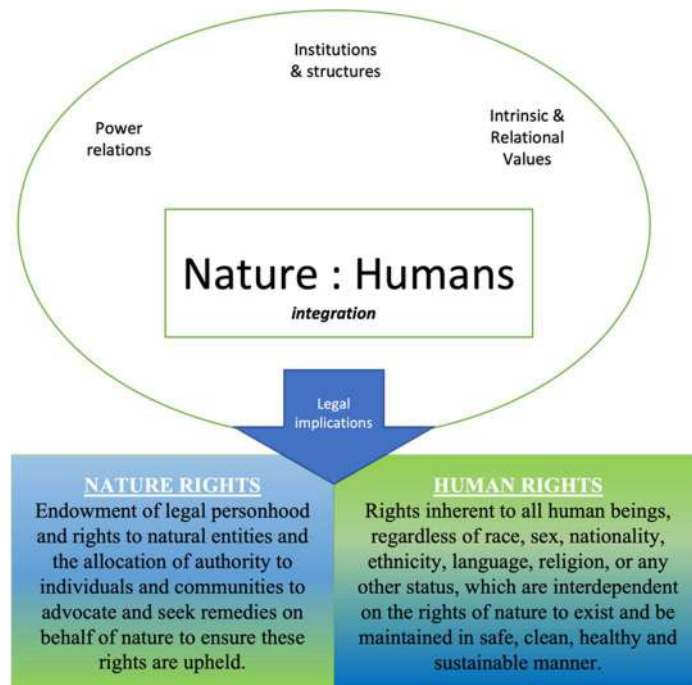 Institutions
& structures
Power
relations
Intrinsic &
Relational
Values
Nature : Humans
integration
Legal
implications
NATURE RIGHTS
Endowment of legal personhood
and rights to natural entities and
the allocation of authority to
individuals and communities to
advocate and seek remedies on
behalf of nature to ensure these
rights are upheld.
HUMAN RIGHTS
Rights inherent to all human beings,
regardless of race, sex, nationality,
ethnicity, language, religion, or any
other status, which are interdependent
on the rights of nature to exist and be
maintained in safe, clean, healthy and
sustainable manner.